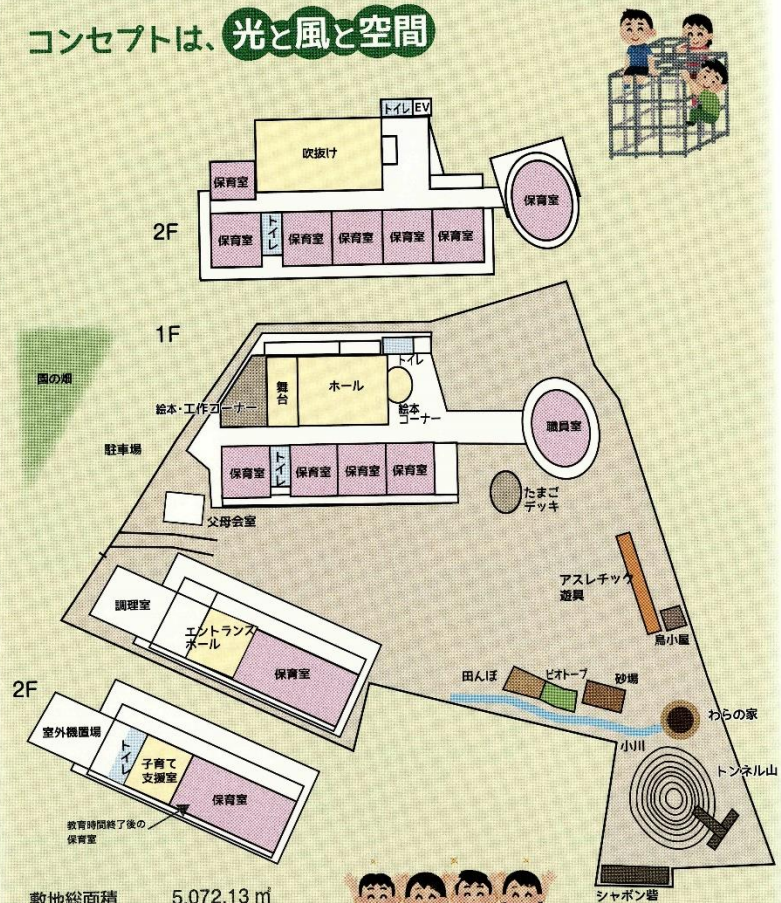 コンセプトは、光と風と空間
トイレ EV
吹抜け
保育室
保育室
2F
保育室 トイレ 保育室 保育室 保育室 保育室
1F
園の畑
トイレ
舞台 ホール
絵本・工作コーナー
絵本
コーナー
職員室
駐車場
保育室 トイレ 保育室 保育室 保育室
たまご
デッキ
父母会室
アスレチック
遊具
調理室
エントランス
ホール
保育室
鳥小屋
田んぼ ビオトープ 砂場
わらの家
小川
トンネル山
2F
室外機置場
トイレ
子育て
支援室
保育室
教育時間終了後の
保育室
シャボン砦
敷地総面積 5,072.13㎡